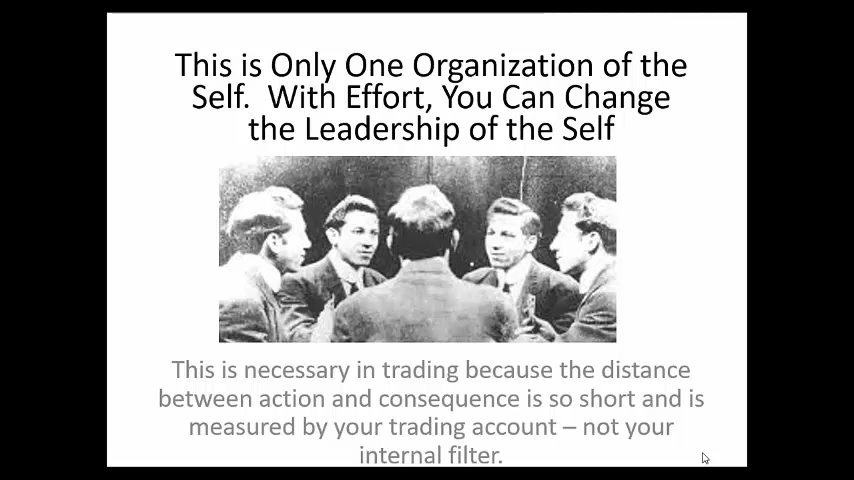 This is Only One Organization of the
Self.  With Effort, You Can Change
the Leadership of the Self
This is necessary in trading because the distance
between action and consequence is so short and is
measured by your trading account – not your
internal filter.